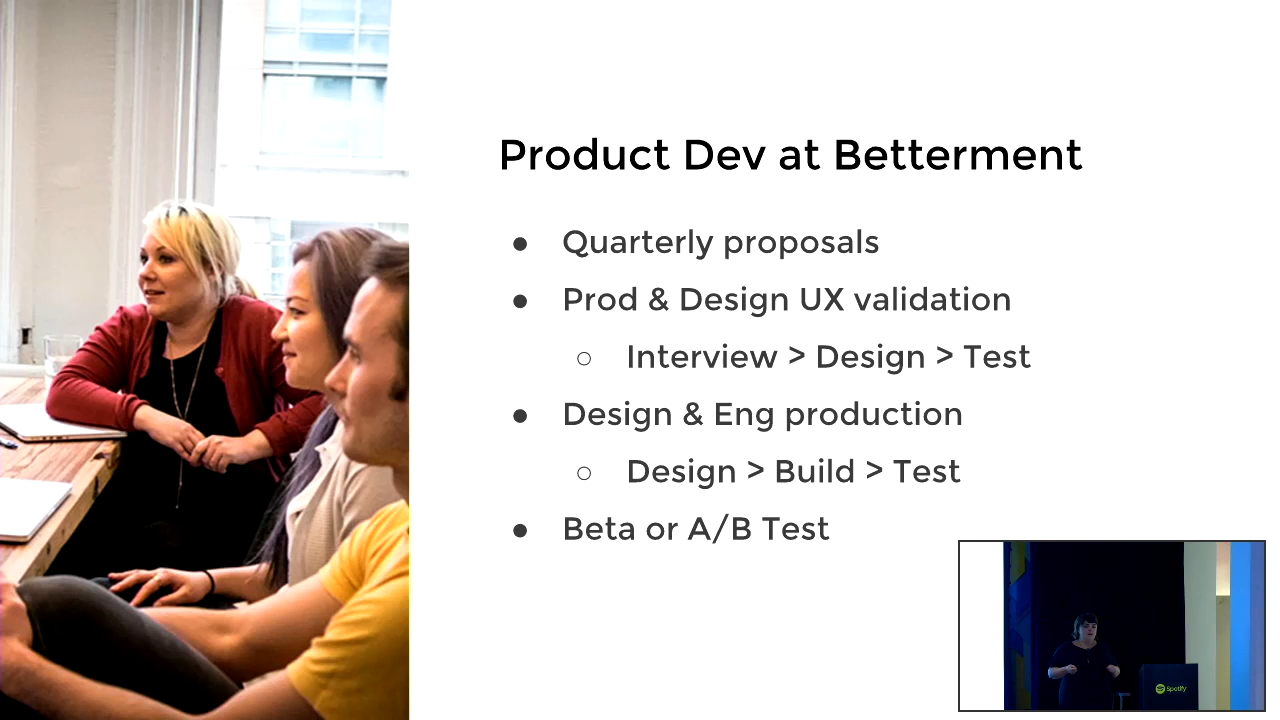 Product Dev at Betterment
● Quarterly proposals
● Prod & Design UX validation
○ Interview > Design > Test
● Design & Eng production
○ Design > Build > Test
● Beta or A/B Test
Spotify